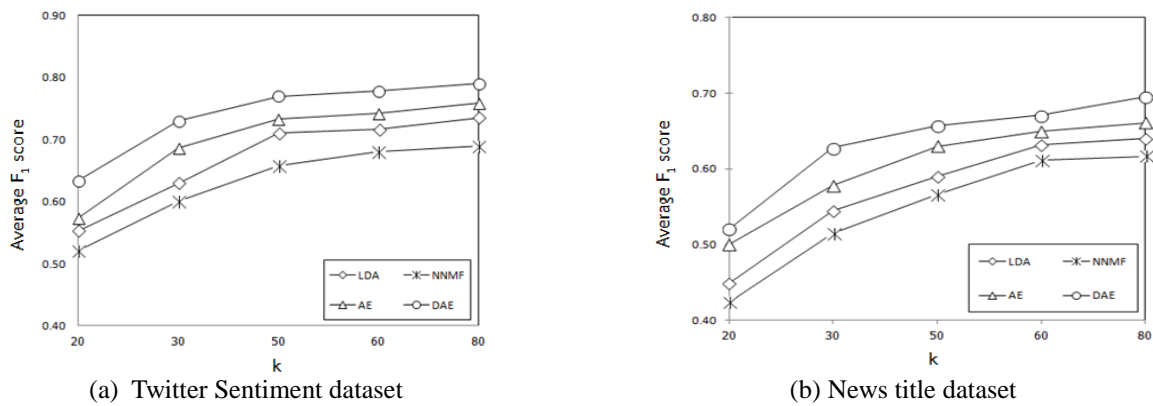 0.90
0.80
0.70
0.60
0.50
0.40
Average F1 score
20 30 50 60 80
k
LDA NNMF
AE DAE
(a) Twitter Sentiment dataset
0.80
0.70
0.60
0.50
0.40
Average F1 score
20 30 50 60 80
k
LDA NNMF
AE DAE
(b) News title dataset